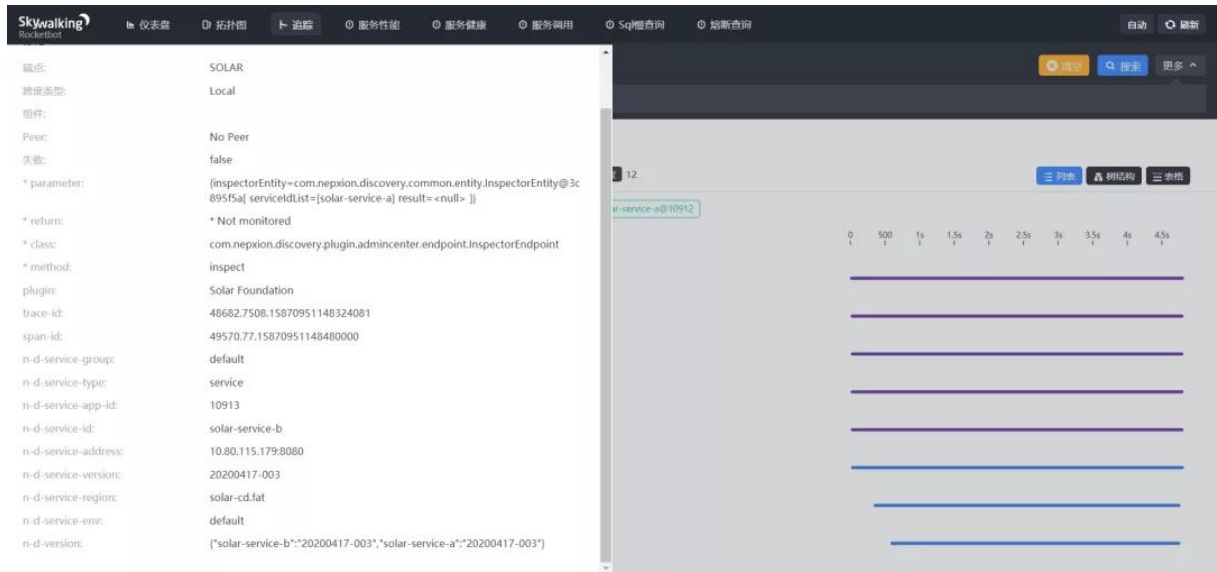 Skywalking
Rocketbot
仪表盘
拓扑图
追踪
服务性能
服务健康
服务调用
Sql慢查询
熔断查询
自动
刷新
端点: SOLAR
跨度类型: Local
组件:
Peer: No Peer
失败: false
* parameter: {inspectorEntity=com.nepxion.discovery.common.entity.InspectorEntity@3c
895f5a[ serviceIdList=[solar-service-a] result=<null> ]}
* return: * Not monitored
* class: com.nepxion.discovery.plugin.admincenter.endpoint.InspectorEndpoint
* method: inspect
plugin: Solar Foundation
trace-id: 48682.7508.15870951148324081
span-id: 49570.77.15870951148480000
n-d-service-group: default
n-d-service-type: service
n-d-service-app-id: 10913
n-d-service-id: solar-service-b
n-d-service-address: 10.80.115.179:8080
n-d-service-version: 20200417-003
n-d-service-region: solar-cd.fat
n-d-service-env: default
n-d-version: {"solar-service-b":"20200417-003","solar-service-a":"20200417-003"}
清空
搜索
更多
12
列表
树结构
表格
ar-service-a@10912
0 500 1s 1.5s 2s 2.5s 3s 3.5s 4s 4.5s